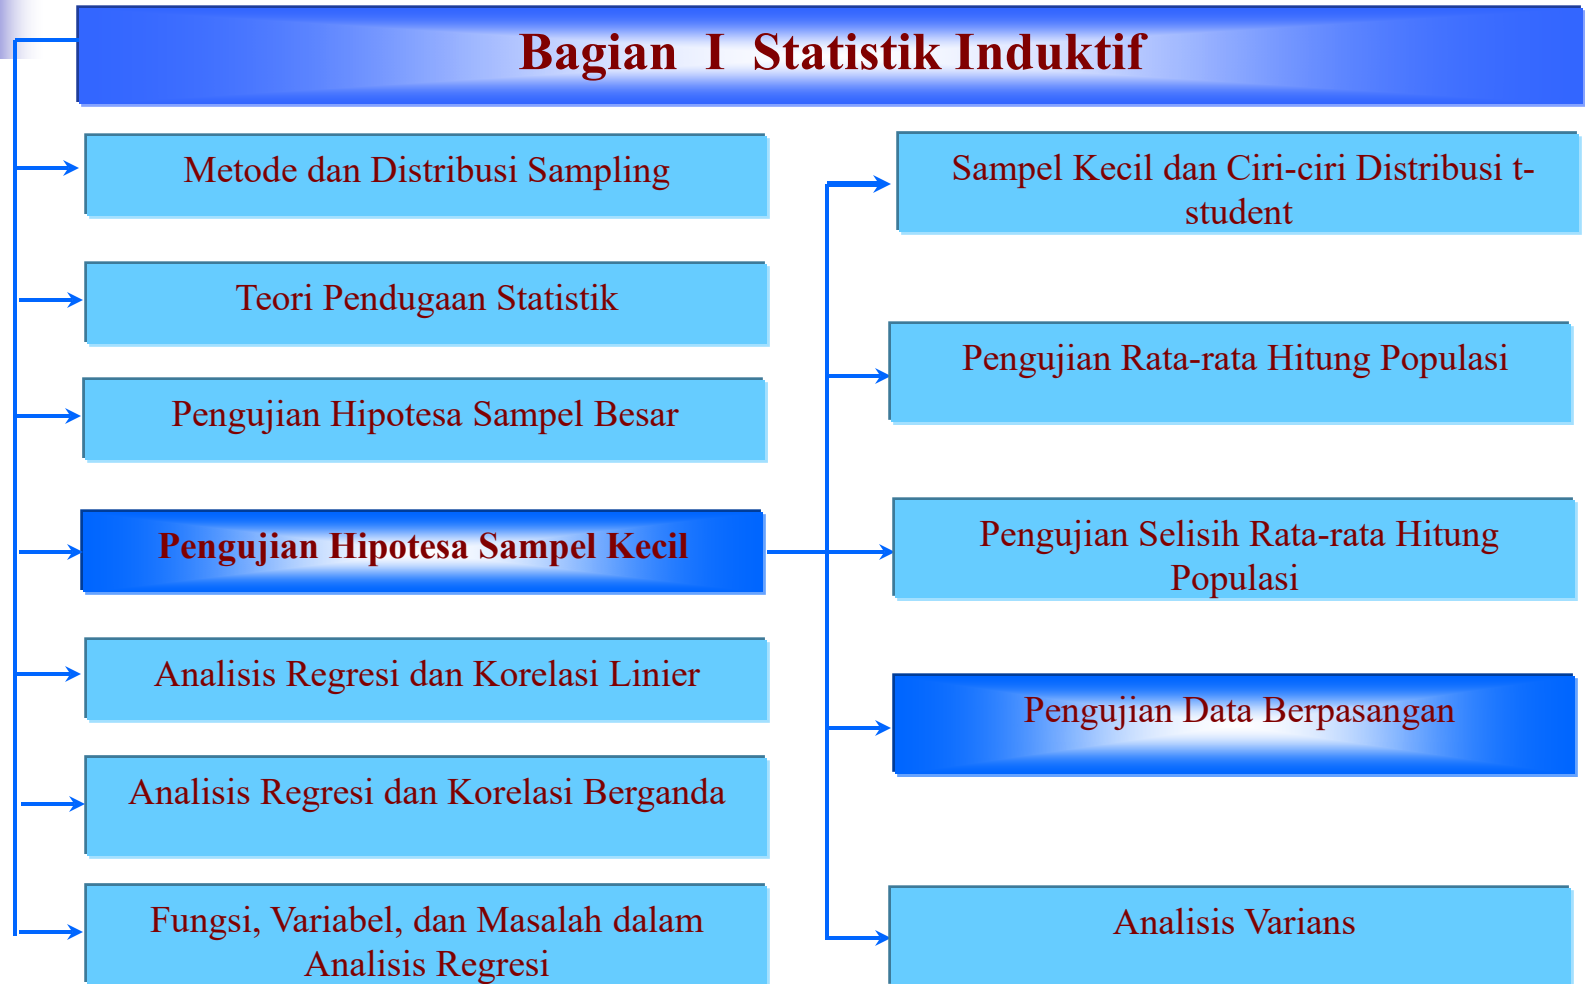 Bagian I Statistik Induktif
Metode dan Distribusi Sampling
Teori Pendugaan Statistik
Pengujian Hipotesa Sampel Besar
Pengujian Hipotesa Sampel Kecil
Analisis Regresi dan Korelasi Linier
Analisis Regresi dan Korelasi Berganda
Fungsi, Variabel, dan Masalah dalam
Analisis Regresi
Sampel Kecil dan Ciri-ciri Distribusi t-
student
Pengujian Rata-rata Hitung Populasi
Pengujian Selisih Rata-rata Hitung
Populasi
Pengujian Data Berpasangan
Analisis Varians